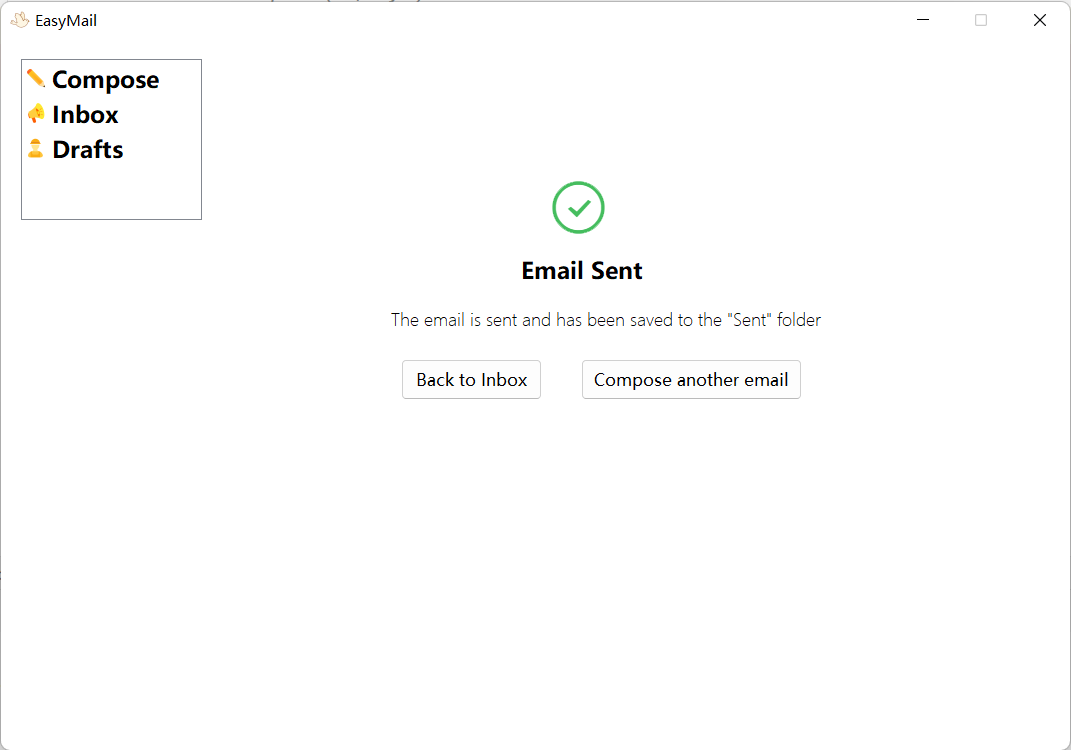 EasyMail
Compose
Inbox
Drafts
Email Sent
The email is sent and has been saved to the "Sent" folder
Back to Inbox
Compose another email